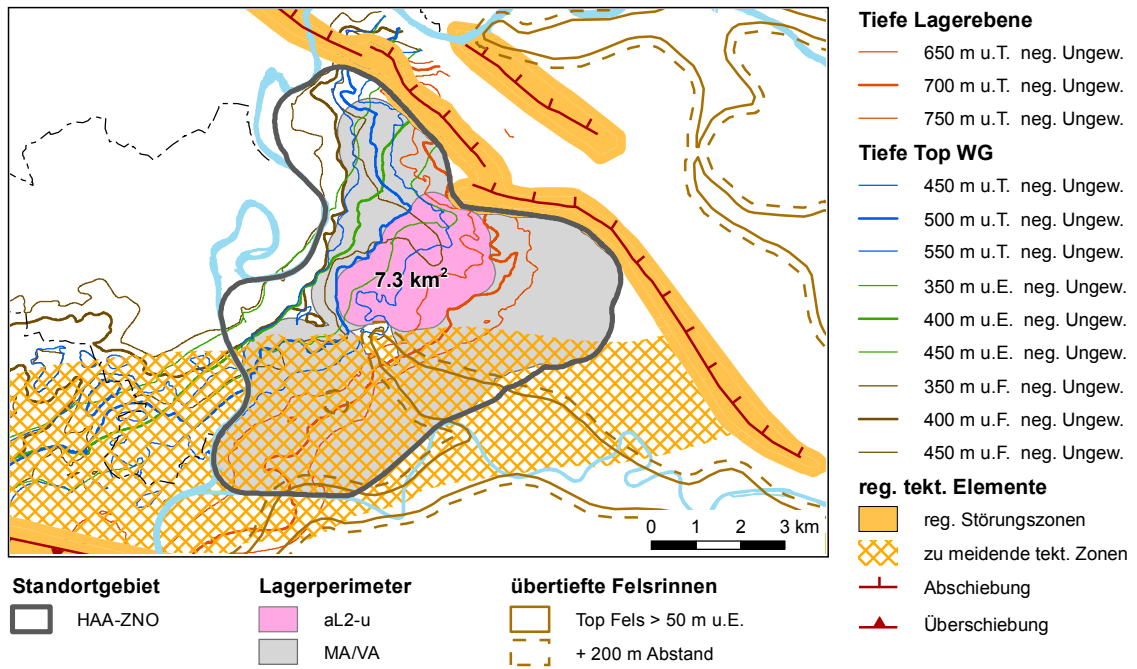 7.3 km²
0 1 2 3 km
Tiefe Lagerebene
650 m u.T. neg. Ungew.
700 m u.T. neg. Ungew.
750 m u.T. neg. Ungew.
Tiefe Top WG
450 m u.T. neg. Ungew.
500 m u.T. neg. Ungew.
550 m u.T. neg. Ungew.
350 m u.E. neg. Ungew.
400 m u.E. neg. Ungew.
450 m u.E. neg. Ungew.
350 m u.F. neg. Ungew.
400 m u.F. neg. Ungew.
450 m u.F. neg. Ungew.
reg. tekt. Elemente
reg. Störungszonen
zu meidende tekt. Zonen
Abschiebung
Überschiebung
Standortgebiet
HAA-ZNO
Lagerperimeter
aL2-u
MA/VA
übertiefte Felsrinnen
Top Fels > 50 m u.E.
+ 200 m Abstand